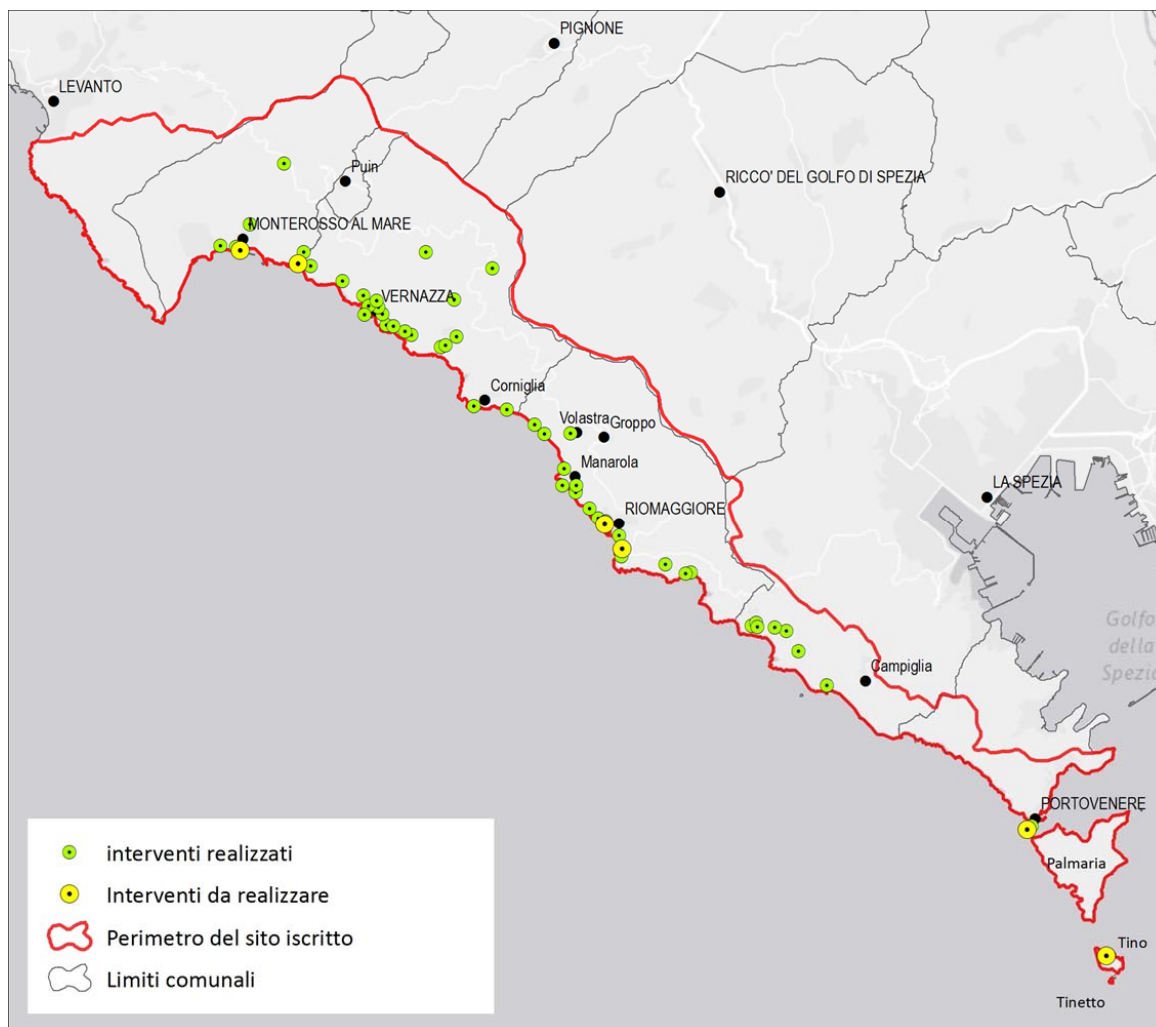 PIGNONE
LEVANTO
Puin
RICCO' DEL GOLFO DI SPEZIA
MONTEROSSO AL MARE
VERNAZZA
Corniglia
Volastra
Groppo
Manarola
LA SPEZIA
RIOMAGGIORE
Golfo
della
Spezia
Campiglia
PORTOVENERE
Palmaria
Tino
Tinetto
interventi realizzati
Interventi da realizzare
Perimetro del sito iscritto
Limiti comunali